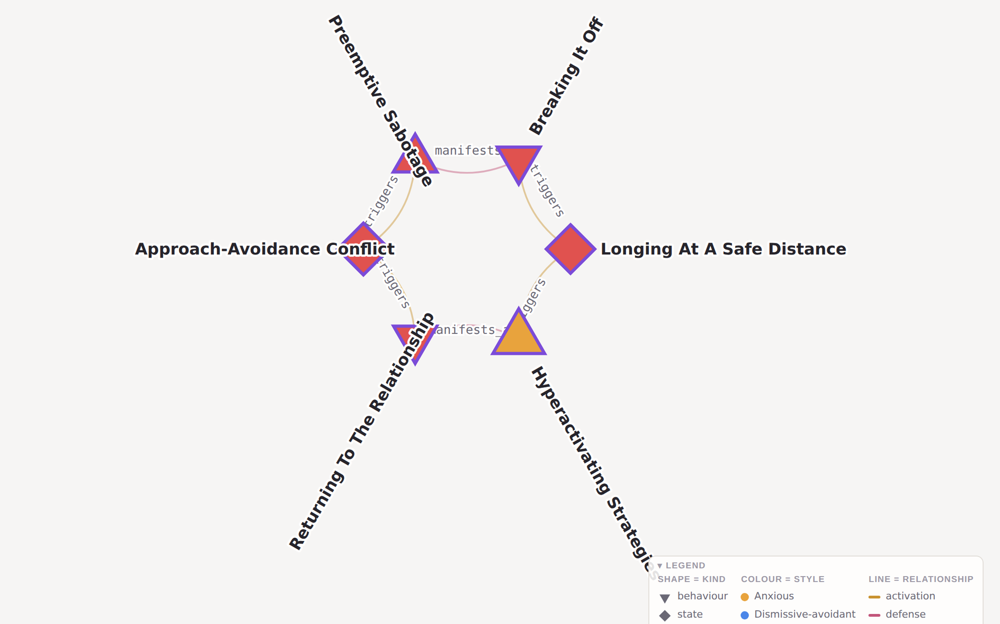 Preemptive Sabotage
Breaking It Off
manifests
triggers
triggers
Approach-Avoidance Conflict
Longing At A Safe Distance
triggers
Returning To The Relationship
Hyperactivating Strategies
▾ LEGEND
SHAPE = KIND
COLOUR = STYLE
LINE = RELATIONSHIP
behaviour
Anxious
activation
state
Dismissive-avoidant
defense